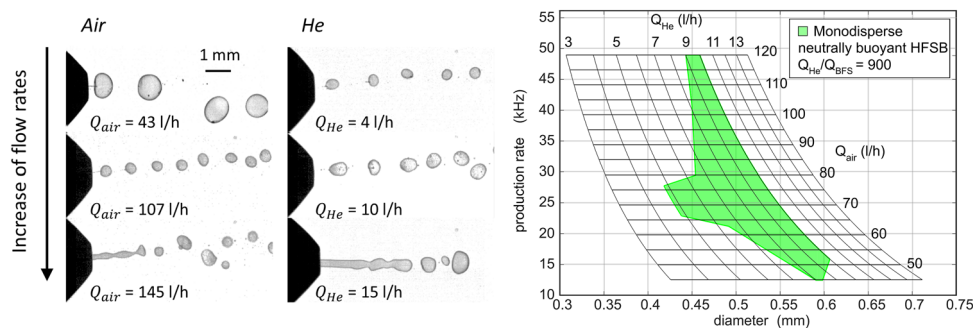 Air
He
Increase of flow rates
1 mm
Q_air = 43 l/h
Q_He = 4 l/h
Q_air = 107 l/h
Q_He = 10 l/h
Q_air = 145 l/h
Q_He = 15 l/h
Q_He (l/h)
3 5 7 9 11 13
120
110
100
90
80
70
60
50
Q_air (l/h)
Monodisperse
neutrally buoyant HFSB
Q_He/Q_BFS = 900
production rate (kHz)
55
50
45
40
35
30
25
20
15
10
0.3 0.35 0.4 0.45 0.5 0.55 0.6 0.65 0.7 0.75
diameter (mm)